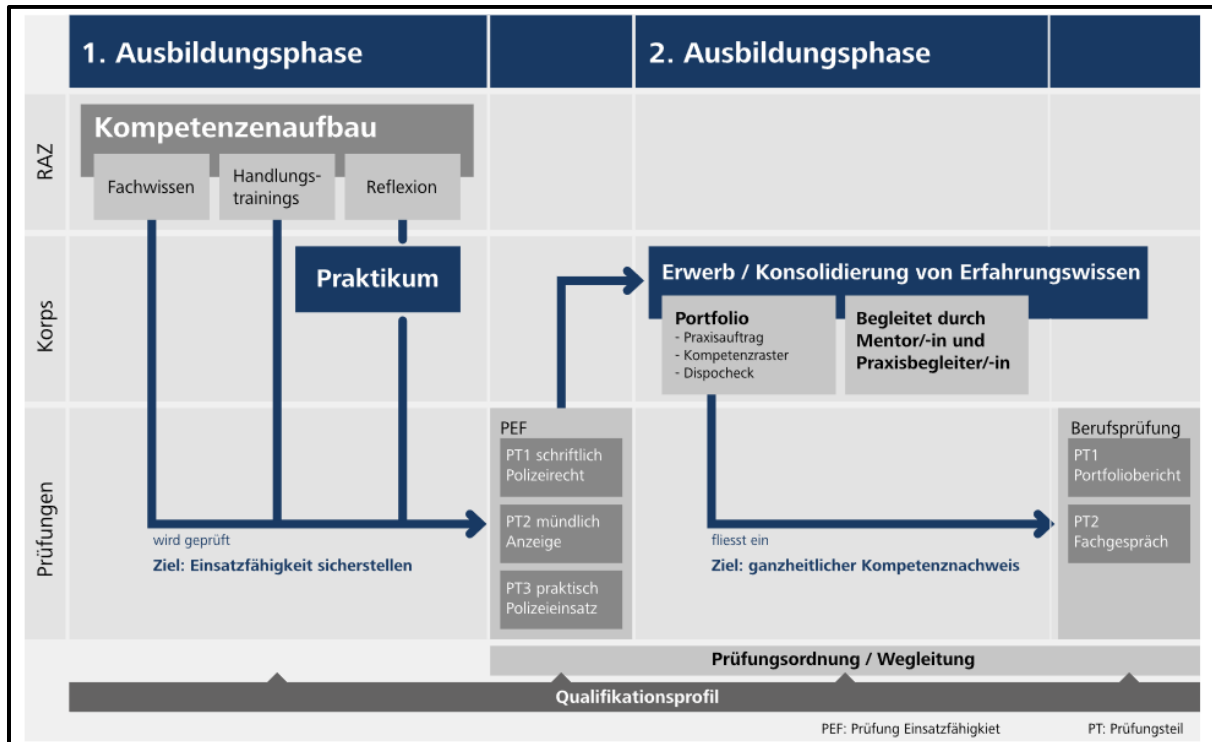 1. Ausbildungsphase
2. Ausbildungsphase
RAZ
Kompetenzenaufbau
Fachwissen
Handlungs-
trainings
Reflexion
Korps
Praktikum
Erwerb / Konsolidierung von Erfahrungswissen
Portfolio
- Praxisauftrag
- Kompetenzraster
- Dispocheck
Begleitet durch
Mentor/-in und
Praxisbegleiter/-in
Prüfungen
wird geprüft
Ziel: Einsatzfähigkeit sicherstellen
PEF
PT1 schriftlich
Polizeirecht
PT2 mündlich
Anzeige
PT3 praktisch
Polizeieinsatz
fliesst ein
Ziel: ganzheitlicher Kompetenznachweis
Berufsprüfung
PT1
Portfoliobericht
PT2
Fachgespräch
Prüfungsordnung / Wegleitung
Qualifikationsprofil
PEF: Prüfung Einsatzfähigkiet
PT: Prüfungsteil